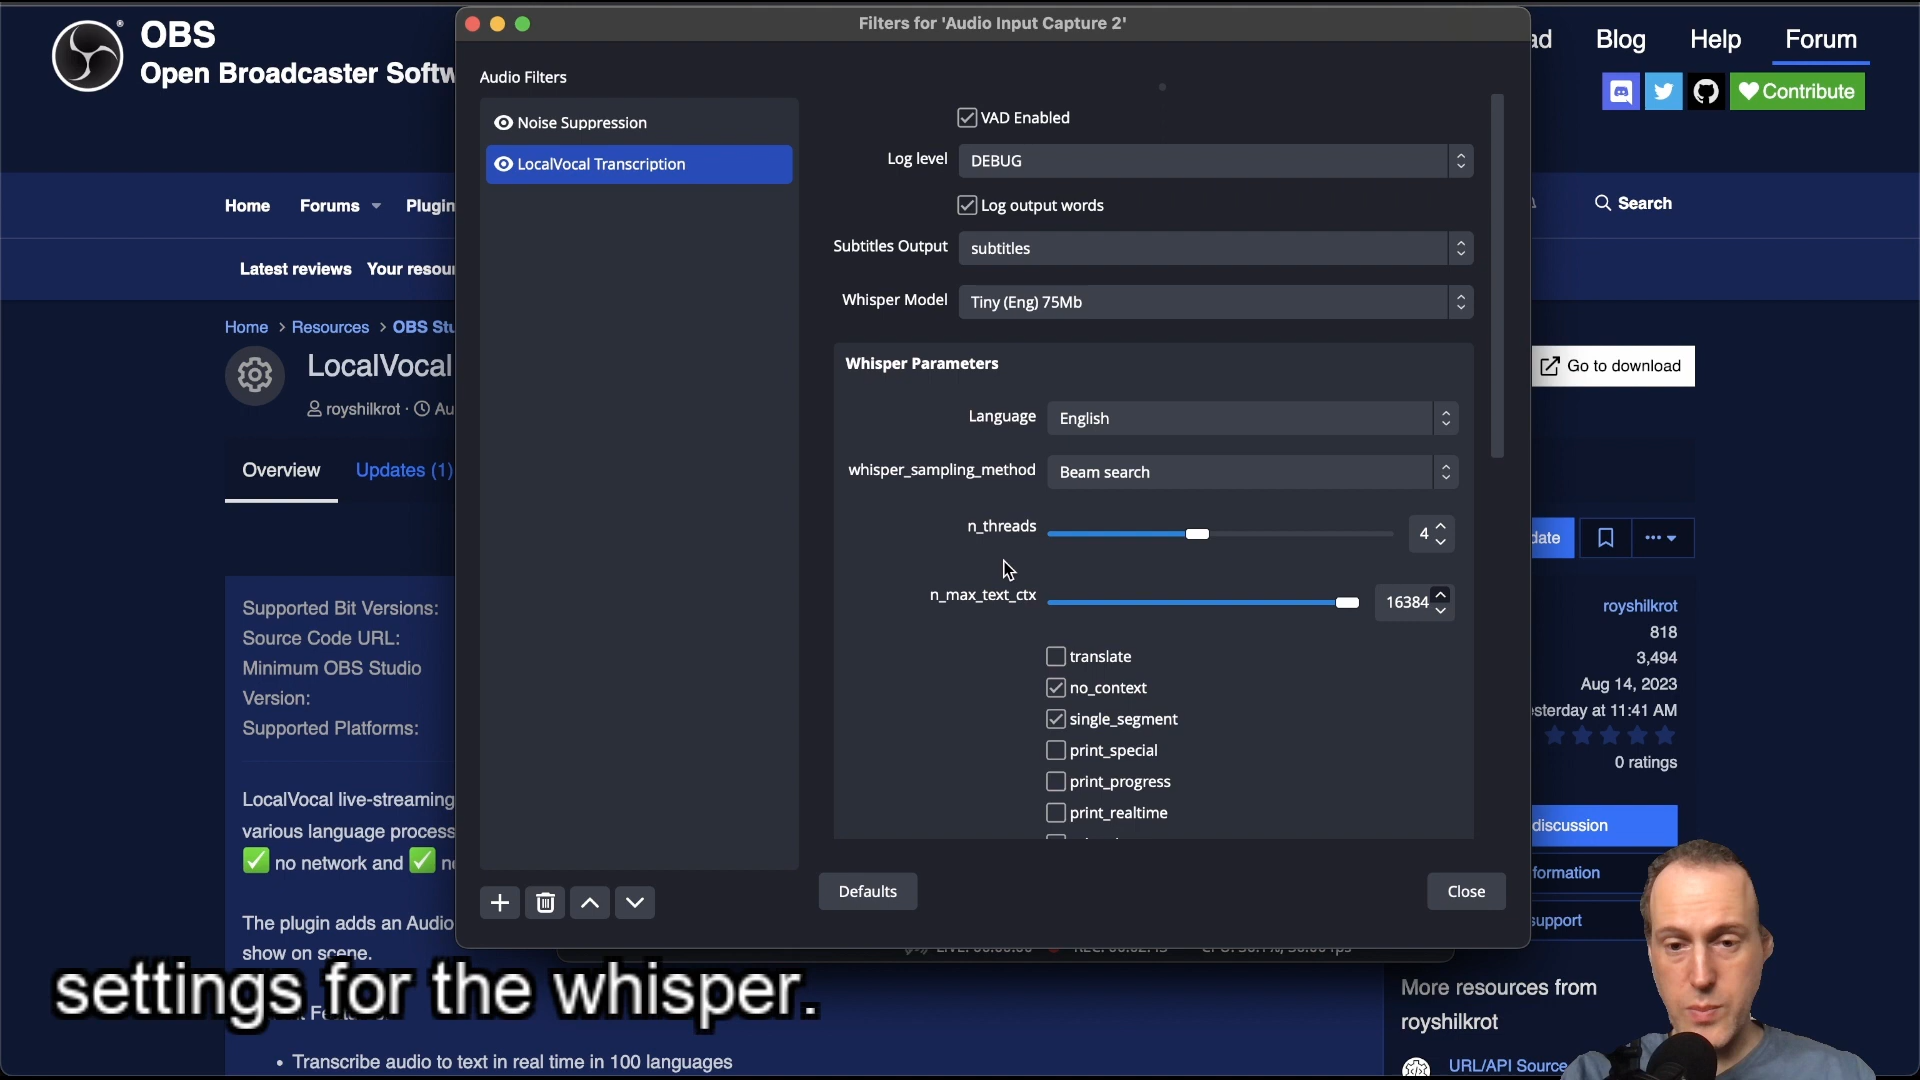 OBS
Open Broadcaster Softw
Filters for 'Audio Input Capture 2'
ad
Blog
Help
Forum
Contribute
Audio Filters
Noise Suppression
LocalVocal Transcription
VAD Enabled
Log level
DEBUG
Log output words
Subtitles Output
subtitles
Whisper Model
Tiny (Eng) 75Mb
Whisper Parameters
Language
English
whisper_sampling_method
Beam search
n_threads
4
n_max_text_ctx
16384
translate
no_context
single_segment
print_special
print_progress
print_realtime
Defaults
Close
Home
Forums
Plugin
Search
Latest reviews
Your resou
Home > Resources > OBS Stu
LocalVocal
royshilkrot · Au
Go to download
Overview
Updates (1)
date
Supported Bit Versions:
Source Code URL:
Minimum OBS Studio
Version:
Supported Platforms:
royshilkrot
818
3,494
Aug 14, 2023
esterday at 11:41 AM
0 ratings
LocalVocal live-streaming
various language process
no network and
The plugin adds an Audio
show on scene.
discussion
formation
support
settings for the whisper.
• Transcribe audio to text in real time in 100 languages
More resources from
royshilkrot
URL/API Source